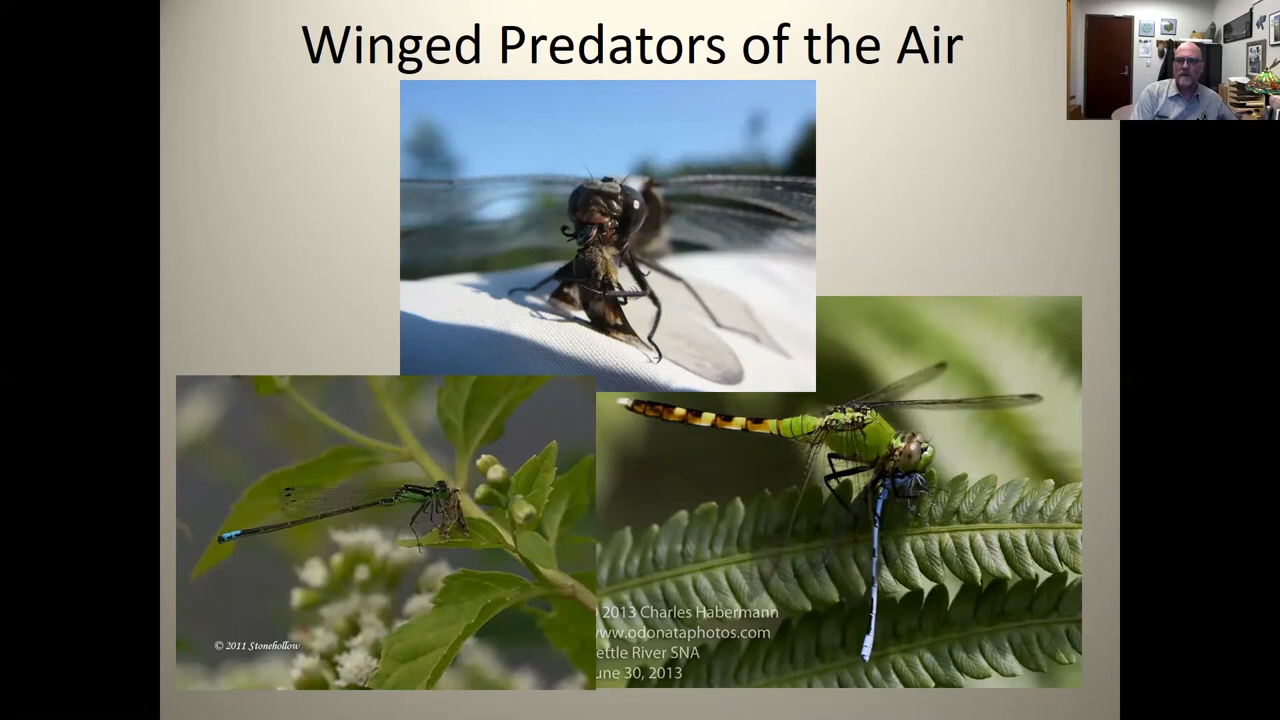 Winged Predators of the Air
© 2011 Stonehollow
2013 Charles Habermann
www.odonataphotos.com
ettle River SNA
une 30, 2013